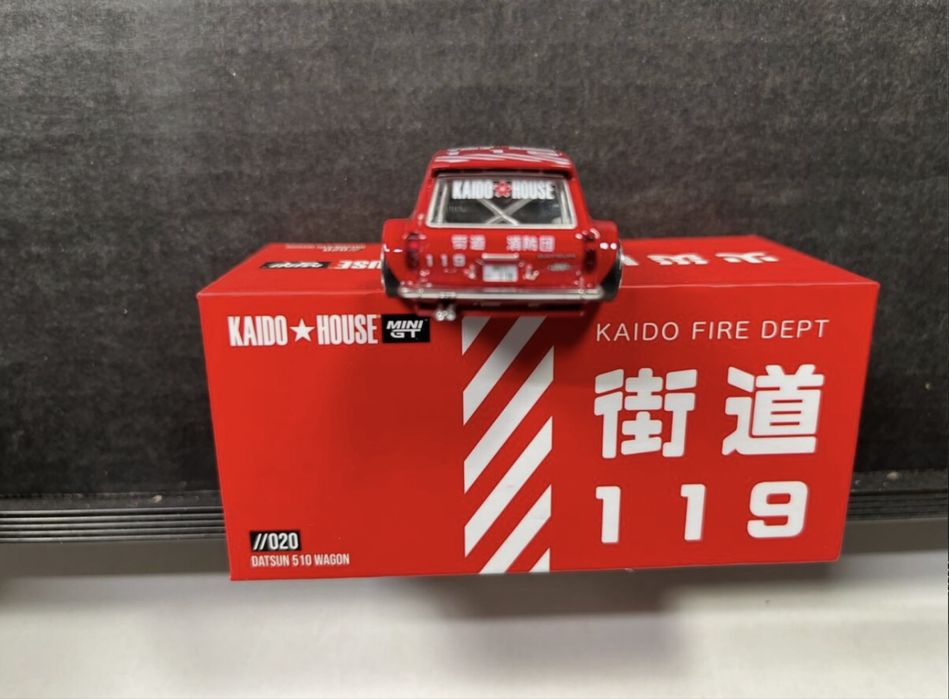 KAIDO★HOUSE
街道 消防団
119
KAIDO★HOUSE MINI GT
KAIDO FIRE DEPT
街道
119
//020
DATSUN 510 WAGON